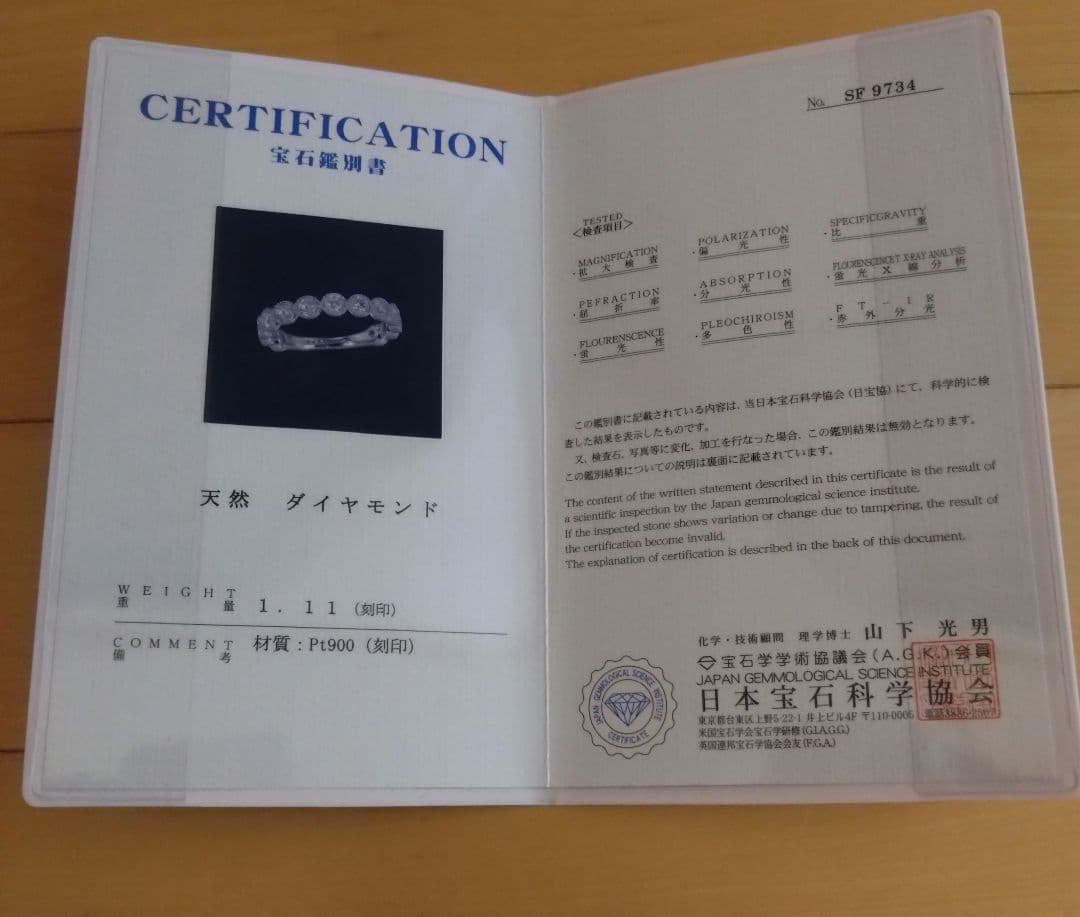 CERTIFICATION
宝石鑑別書
天然 ダイヤモンド
WEIGHT
重量 1.11 (刻印)
COMMENT
備考 材質:Pt900 (刻印)
No. SF 9734
TESTED
<検査項目>
MAGNIFICATION
・拡大検査
PEFRACTION
・屈折率
FLOURENSCENCE
・蛍光性
POLARIZATION
・偏光性
ABSORPTION
・分光性
PLEOCHROISM
・多色性
SPECIFICGRAVITY
・比重
FLOURENSCENCET X-RAY ANALYSIS
・蛍光X線分析
FT-IR
・赤外分光
この鑑別書に記載されている内容は、当日本宝石科学協会(日宝協)にて、科学的に検
査した結果を表示したものです。
又、検査石、写真等に変化、加工を行なった場合、この鑑別結果は無効となります。
この鑑別結果についての説明は裏面に記載されています。
The content of the written statement described in this certificate is the result of
a scientific inspection by the Japan gemmological science institute.
If the inspected stone shows variation or change due to tampering, the result of
the certification become invalid.
The explanation of certification is described in the back of this document.
化学・技術顧問 理学博士 山下光男
宝石学学術協議会(A.G.K.)会員
JAPAN GEMMOLOGICAL SCIENCE INSTITUTE
日本宝石科学協会
東京都台東区上野5-22-1 井上ビル4F 〒110-0005
米国宝石学会宝石学研修(G.I.A.G.G.)
英国連邦宝石学協会会友(F.G.A.)
JAPAN GEMMOLOGICAL SCIENCE INSTITUTE
CERTIFICATE